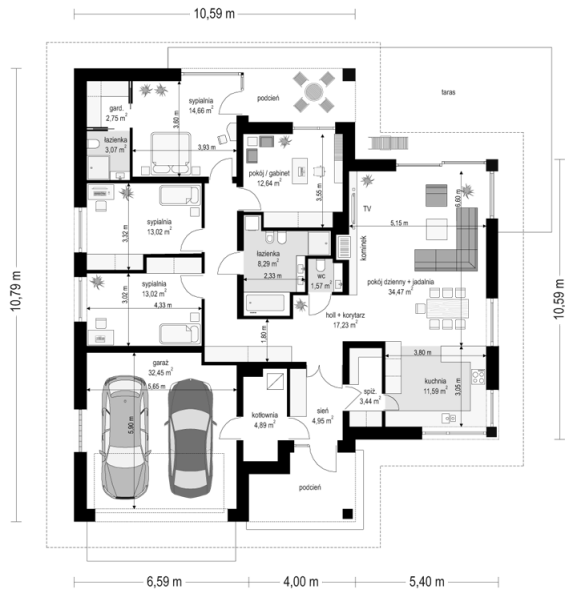 10,59 m
gard.
2,75 m²
sypialnia
14,66 m²
podcień
taras
łazienka
3,07 m²
3,60 m
3,93 m
pokój / gabinet
12,64 m²
3,55 m
TV
5,15 m
6,60 m
sypialnia
13,02 m²
3,32 m
łazienka
8,29 m²
2,33 m
wc
1,57 m²
kominek
pokój dzienny + jadalnia
34,47 m²
10,79 m
10,59 m
sypialnia
13,02 m²
4,33 m
3,02 m
holl + korytarz
17,23 m²
1,80 m
garaż
32,45 m²
5,65 m
5,90 m
3,80 m
kuchnia
11,59 m²
3,05 m
kotłownia
4,89 m²
sień
4,95 m²
spiż.
3,44 m²
podcień
6,59 m
4,00 m
5,40 m